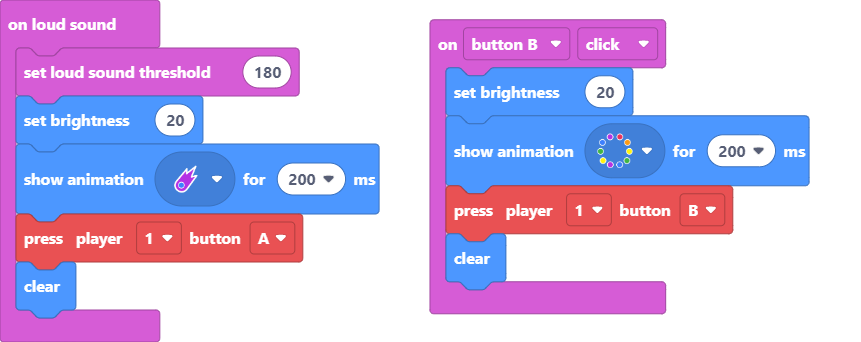 on loud sound
set loud sound threshold 180
set brightness 20
show animation for 200 ms
press player 1 button A
clear
on button B click
set brightness 20
show animation for 200 ms
press player 1 button B
clear